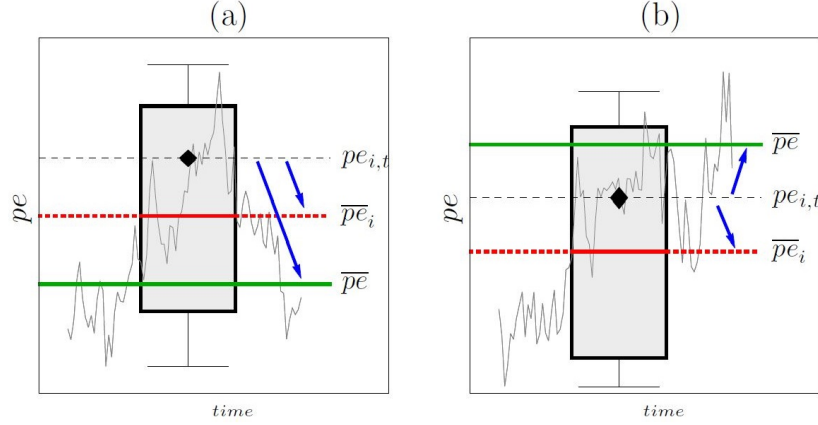 (a)
(b)
pe
pe_{i,t}
\overline{pe}_i
\overline{pe}
time
pe
\overline{pe}
pe_{i,t}
\overline{pe}_i
time